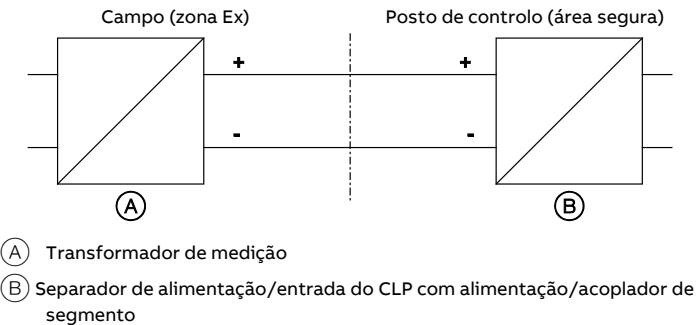 Campo (zona Ex) Posto de controlo (área segura)
+ +
- -
A B
A Transformador de medição
B Separador de alimentação/entrada do CLP com alimentação/acoplador de
segmento